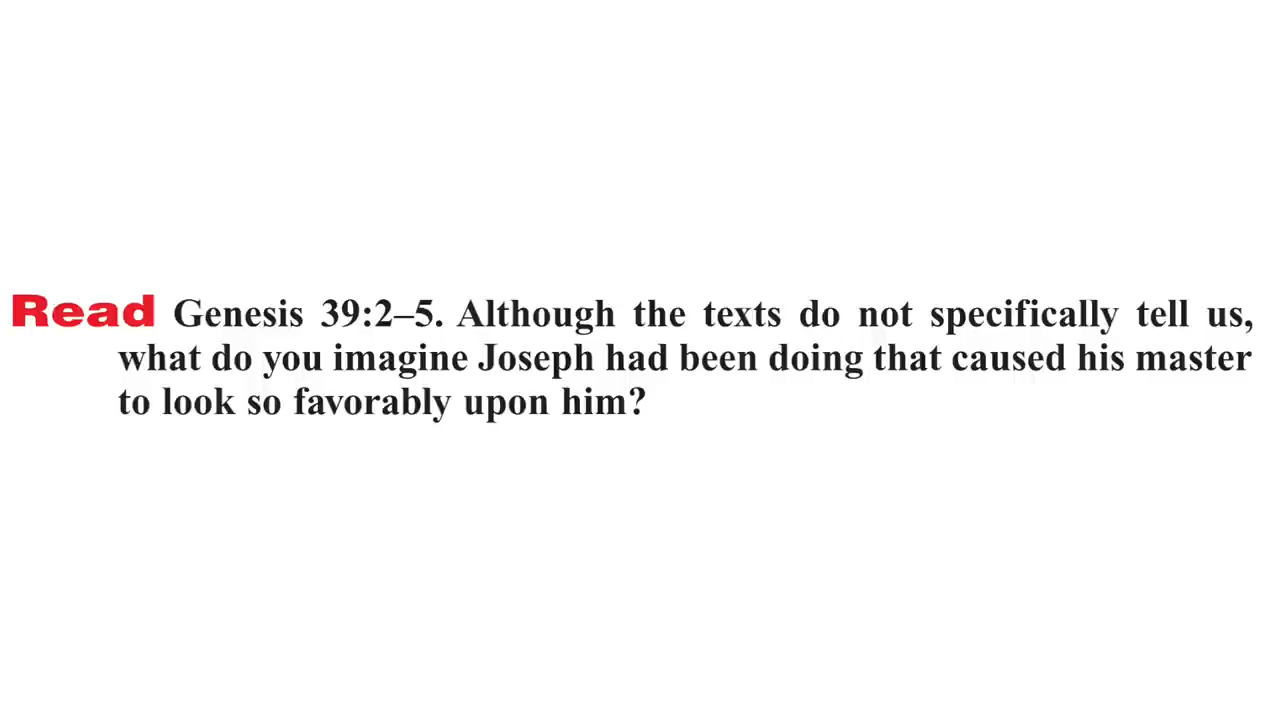 Read Genesis 39:2–5. Although the texts do not specifically tell us,
what do you imagine Joseph had been doing that caused his master
to look so favorably upon him?